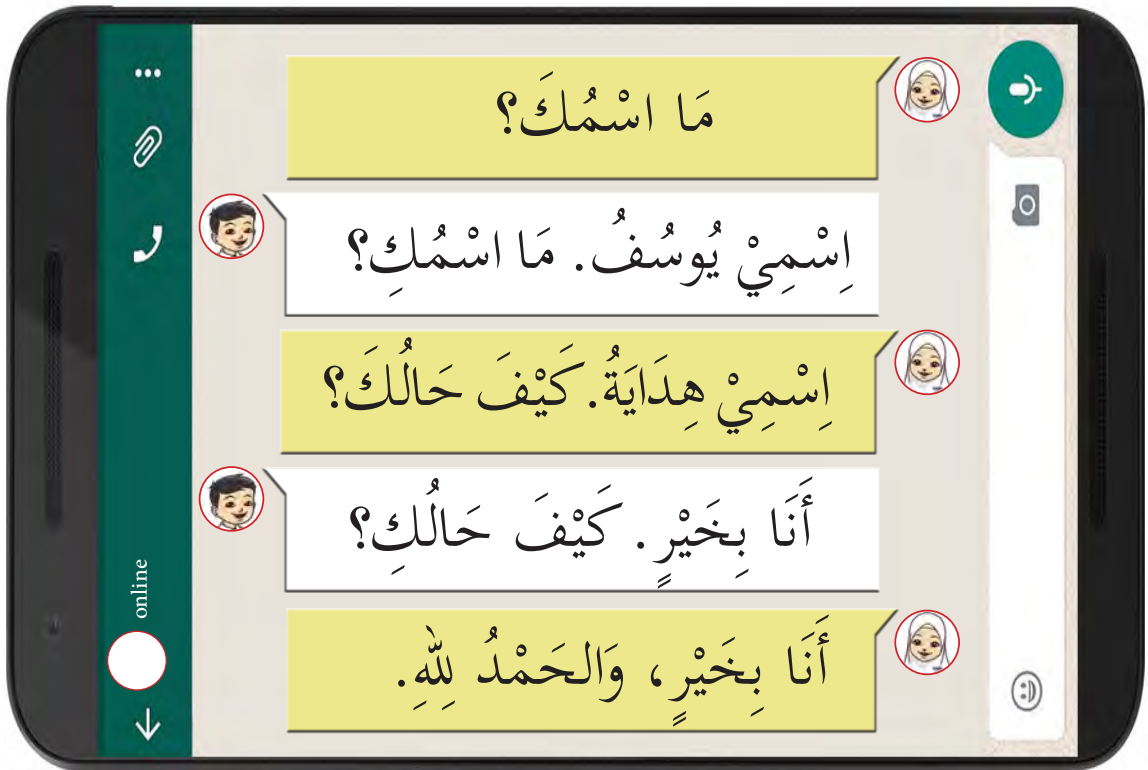 مَا اسْمُكَ؟
اِسْمِيْ يُوسُفُ. مَا اسْمُكِ؟
اِسْمِيْ هِدَايَةُ. كَيْفَ حَالُكَ؟
أَنَا بِخَيْرٍ. كَيْفَ حَالُكِ؟
أَنَا بِخَيْرٍ، وَالحَمْدُ لِلّٰهِ.
online